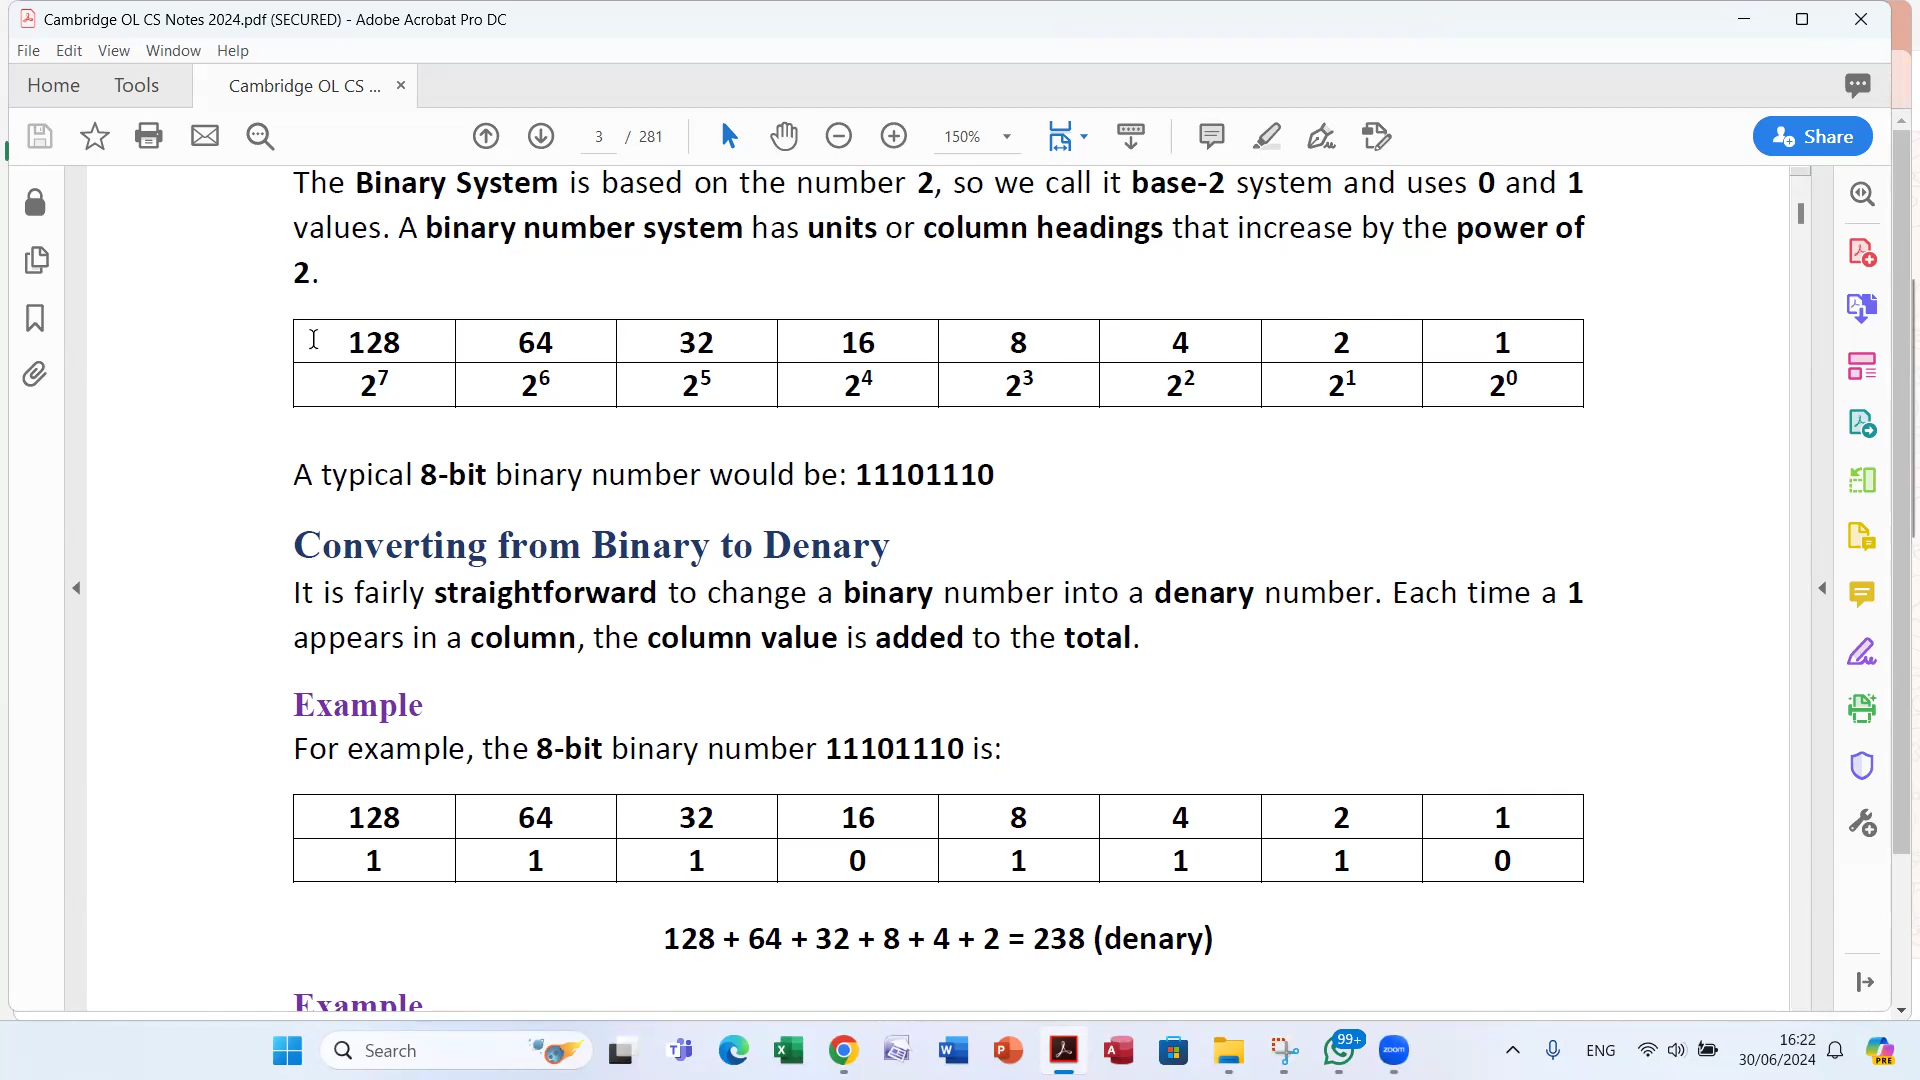 Cambridge OL CS Notes 2024.pdf (SECURED) - Adobe Acrobat Pro DC
File Edit View Window Help
Home Tools Cambridge OL CS ... ×
3 / 281 150% Share
The Binary System is based on the number 2, so we call it base-2 system and uses 0 and 1
values. A binary number system has units or column headings that increase by the power of
2.
128 64 32 16 8 4 2 1
2⁷ 2⁶ 2⁵ 2⁴ 2³ 2² 2¹ 2⁰
A typical 8-bit binary number would be: 11101110
Converting from Binary to Denary
It is fairly straightforward to change a binary number into a denary number. Each time a 1
appears in a column, the column value is added to the total.
Example
For example, the 8-bit binary number 11101110 is:
128 64 32 16 8 4 2 1
1 1 1 0 1 1 1 0
128 + 64 + 32 + 8 + 4 + 2 = 238 (denary)
Example
Search 99+ zoom ENG 16:22
30/06/2024 PRE